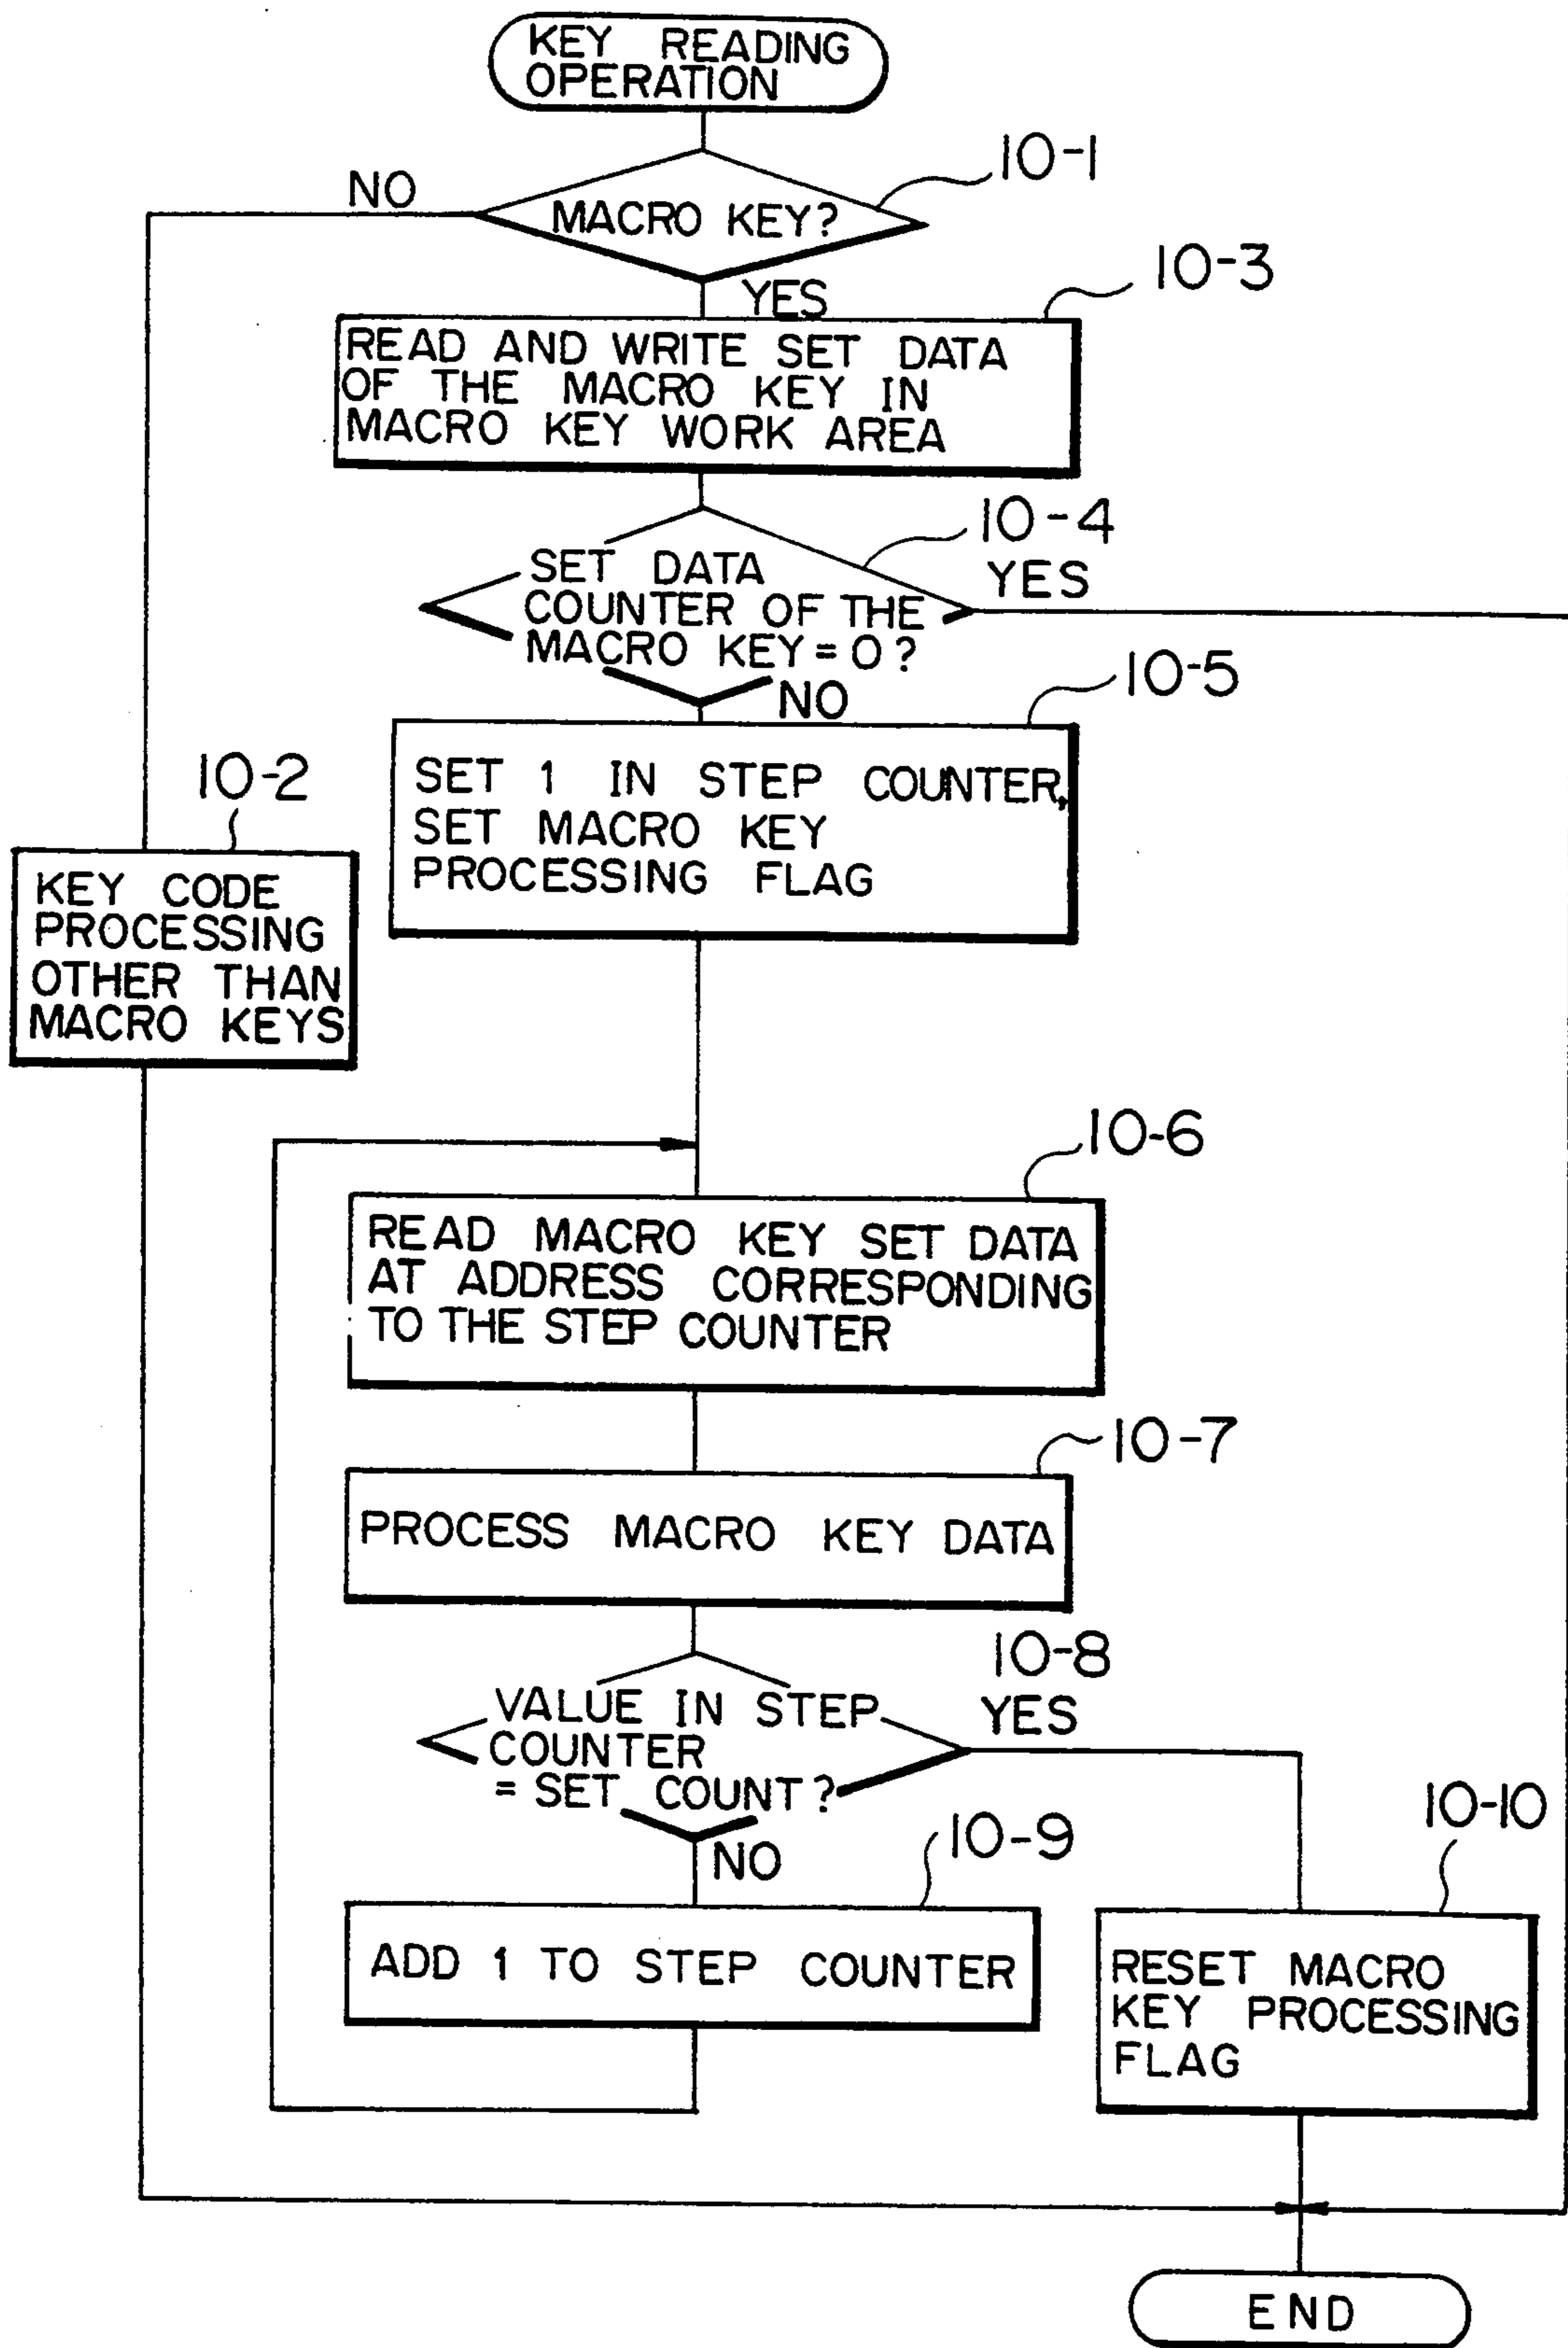 KEY READING
OPERATION
10-1
NO
MACRO KEY?
YES
10-3
READ AND WRITE SET DATA
OF THE MACRO KEY IN
MACRO KEY WORK AREA
10-4
YES
SET DATA
COUNTER OF THE
MACRO KEY = 0?
NO
10-5
SET 1 IN STEP COUNTER,
SET MACRO KEY
PROCESSING FLAG
10-2
KEY CODE
PROCESSING
OTHER THAN
MACRO KEYS
10-6
READ MACRO KEY SET DATA
AT ADDRESS CORRESPONDING
TO THE STEP COUNTER
10-7
PROCESS MACRO KEY DATA
10-8
YES
VALUE IN STEP
COUNTER
= SET COUNT?
NO
10-9
ADD 1 TO STEP COUNTER
10-10
RESET MACRO
KEY PROCESSING
FLAG
END